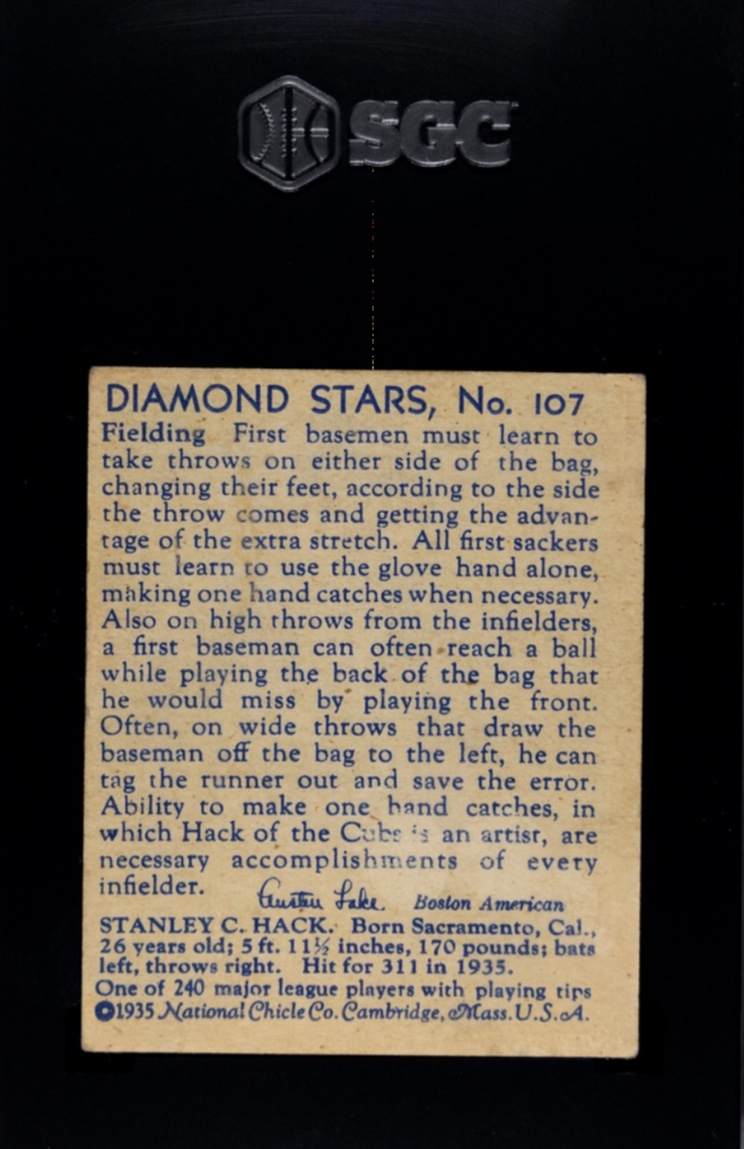 SGC
DIAMOND STARS, No. 107
Fielding First basemen must learn to
take throws on either side of the bag,
changing their feet, according to the side
the throw comes and getting the advan-
tage of the extra stretch. All first sackers
must learn to use the glove hand alone,
making one hand catches when necessary.
Also on high throws from the infielders,
a first baseman can often reach a ball
while playing the back of the bag that
he would miss by playing the front.
Often, on wide throws that draw the
baseman off the bag to the left, he can
tag the runner out and save the error.
Ability to make one hand catches, in
which Hack of the Cubs is an artist, are
necessary accomplishments of every
infielder. Austen Lake Boston American
STANLEY C. HACK. Born Sacramento, Cal.,
26 years old; 5 ft. 11½ inches, 170 pounds; bats
left, throws right. Hit for 311 in 1935.
One of 240 major league players with playing tips
©1935 National Chicle Co. Cambridge, Mass. U.S.A.